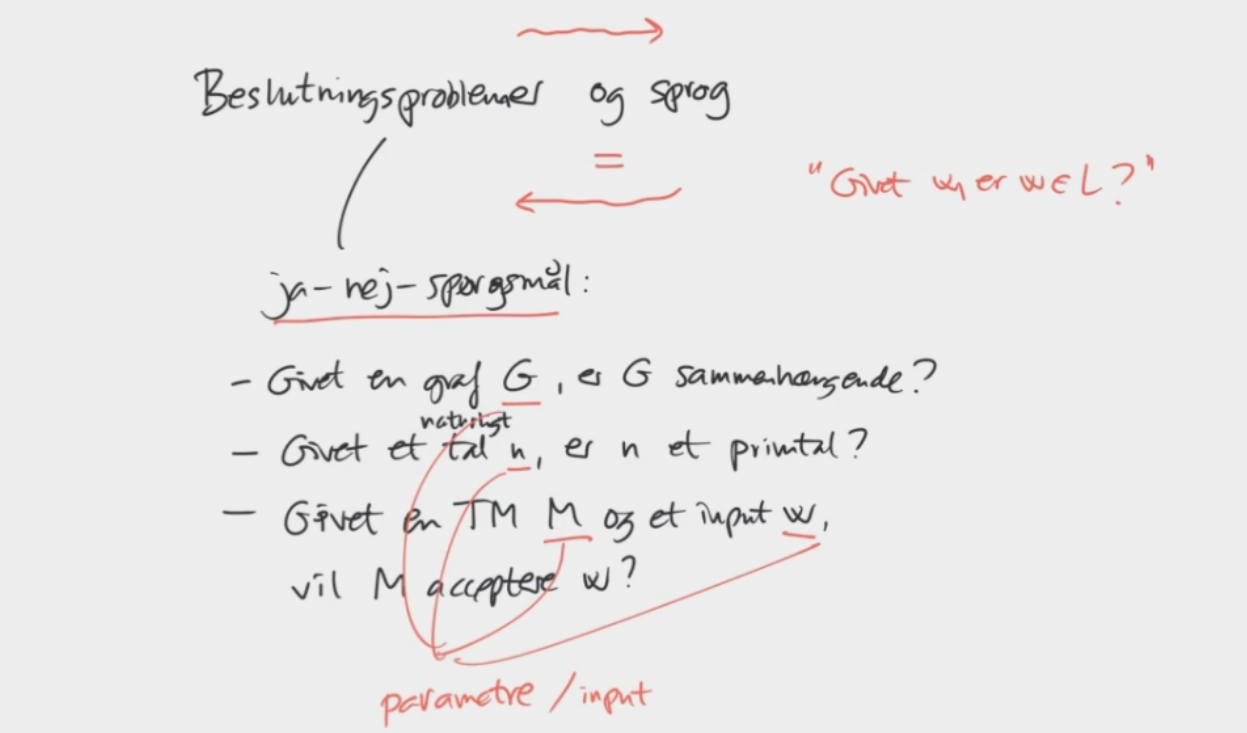 Beslutningsproblemer og sprog
=
"Givet w, er w ∈ L?"
ja-nej-spørgsmål:
- Givet en graf G, er G sammenhængende?
naturligt
- Givet et tal n, er n et primtal?
- Givet en TM M og et input w,
vil M acceptere w?
parametre / input